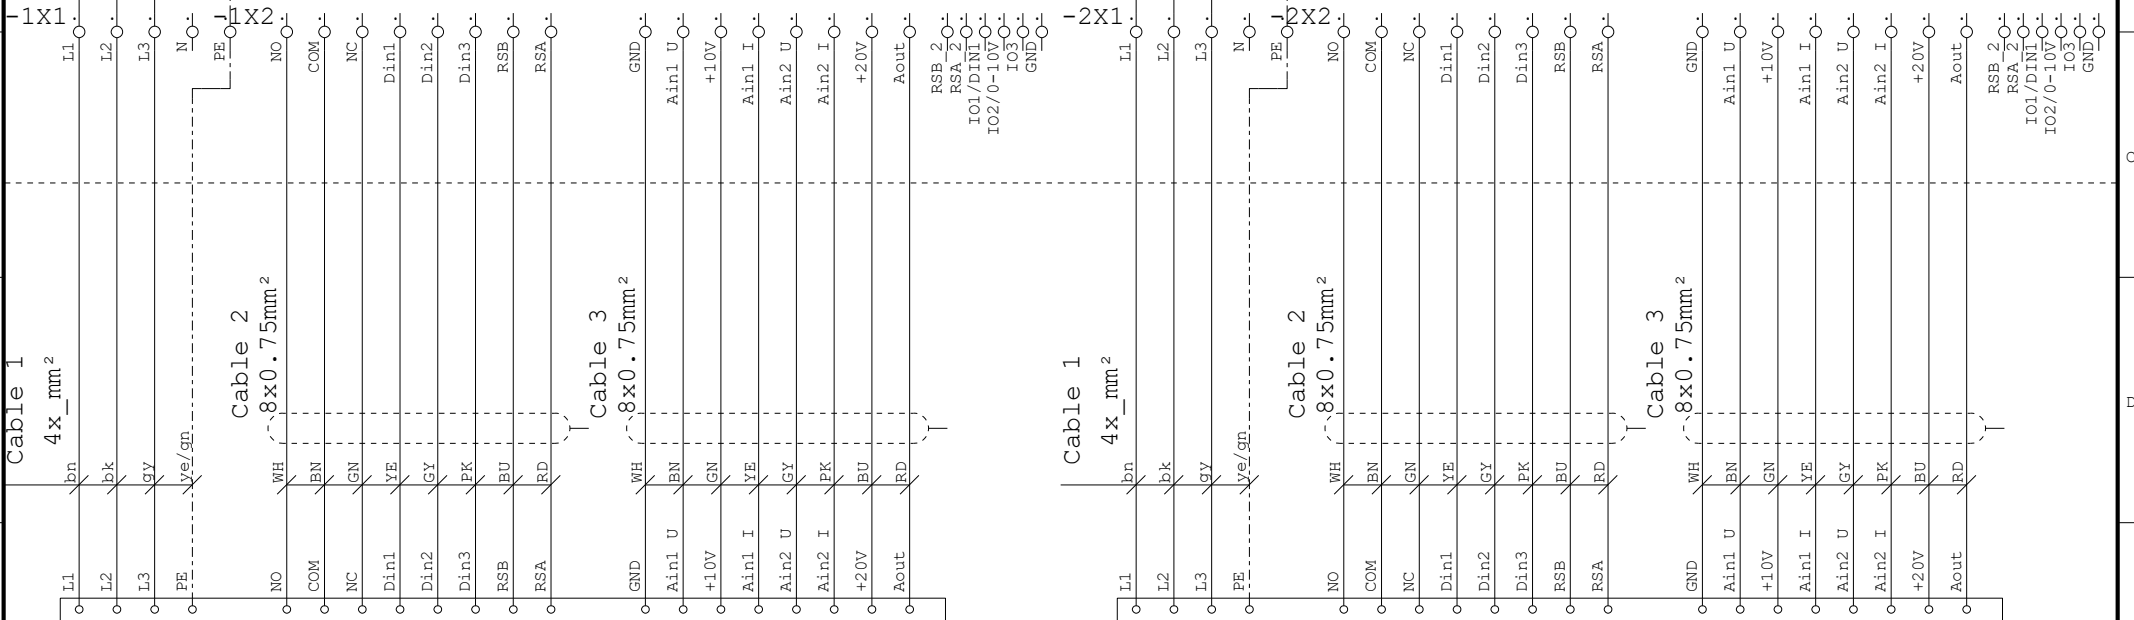 -1X1
L1
L2
L3
N
PE
-1X2
NO
COM
NC
Din1
Din2
Din3
RSB
RSA
GND
Ain1 U
+10V
Ain1 I
Ain2 U
Ain2 I
+20V
Aout
RSB_2
RSA_2
IO1/DIN1
IO2/0-10V
IO3
GND
-2X1
L1
L2
L3
N
PE
-2X2
NO
COM
NC
Din1
Din2
Din3
RSB
RSA
GND
Ain1 U
+10V
Ain1 I
Ain2 U
Ain2 I
+20V
Aout
RSB_2
RSA_2
IO1/DIN1
IO2/0-10V
IO3
GND
Cable 1
4x_mm²
Cable 2
8x0.75mm²
Cable 3
8x0.75mm²
Cable 1
4x_mm²
Cable 2
8x0.75mm²
Cable 3
8x0.75mm²
bn
bk
gy
ye/gn
WH
BN
GN
YE
GY
PK
BU
RD
WH
BN
GN
YE
GY
PK
BU
RD
bn
bk
gy
ye/gn
WH
BN
GN
YE
GY
PK
BU
RD
WH
BN
GN
YE
GY
PK
BU
RD
L1
L2
L3
PE
NO
COM
NC
Din1
Din2
Din3
RSB
RSA
GND
Ain1 U
+10V
Ain1 I
Ain2 U
Ain2 I
+20V
Aout
L1
L2
L3
PE
NO
COM
NC
Din1
Din2
Din3
RSB
RSA
GND
Ain1 U
+10V
Ain1 I
Ain2 U
Ain2 I
+20V
Aout